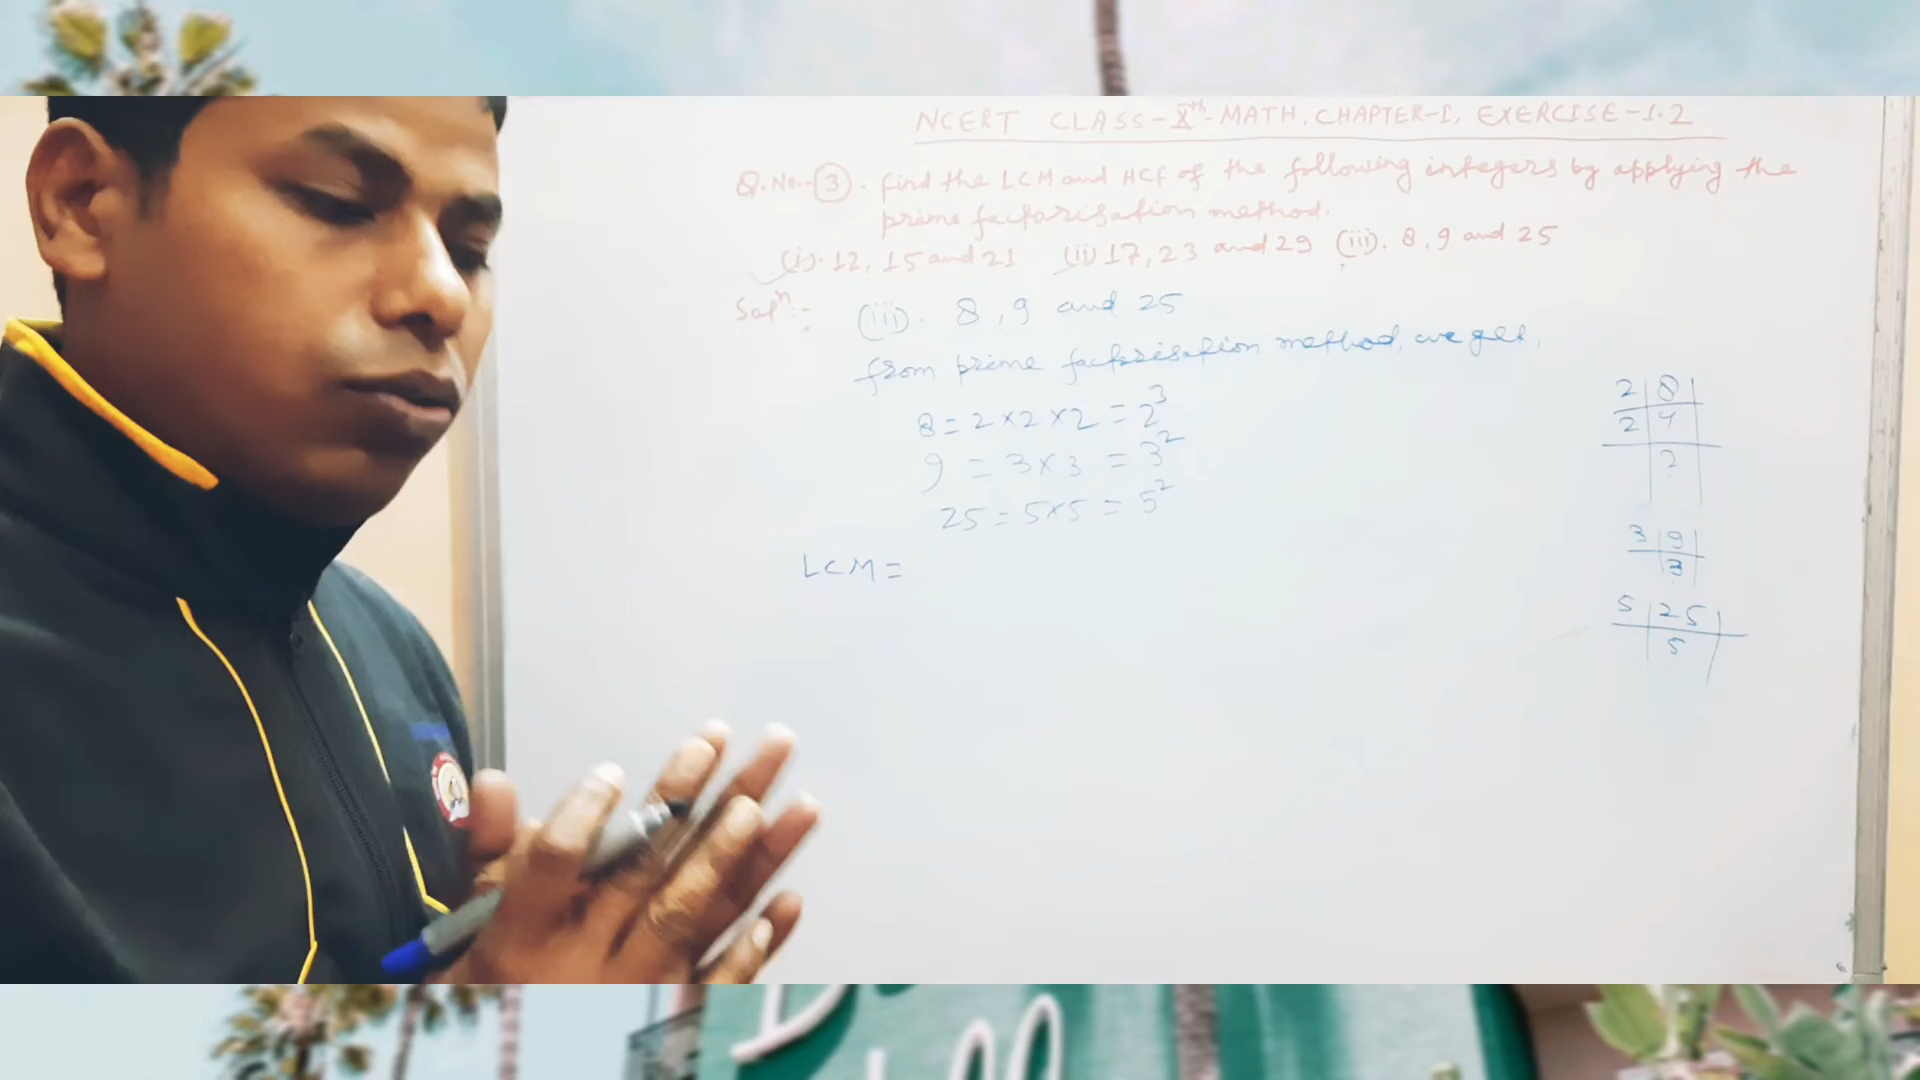 NCERT CLASS-Xth-MATH, CHAPTER-I, EXERCISE-1.2
Q.No.-(3). find the LCM and HCF of the following integers by applying the
prime factorisation method.
(i). 12, 15 and 21 (ii) 17, 23 and 29 (iii). 8, 9 and 25
Solⁿ:- (iii). 8, 9 and 25
from prime factorisation method, we get,
8 = 2×2×2 = 2³
9 = 3×3 = 3²
25 = 5×5 = 5²
LCM =
2 | 8
2 | 4
2
3 | 9
3
5 | 25
5